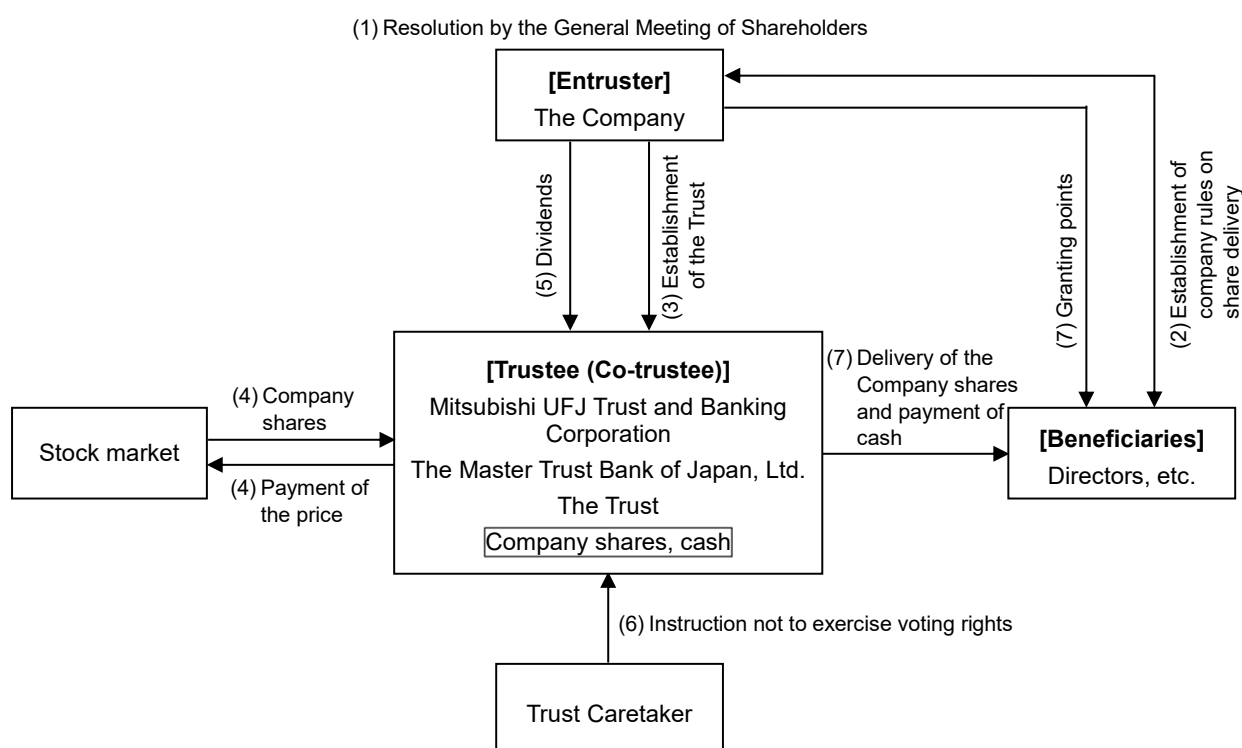 (1) Resolution by the General Meeting of Shareholders
[Entruster]
The Company
(5) Dividends
(3) Establishment
of the Trust
(7) Granting points
(2) Establishment of
company rules on
share delivery
[Trustee (Co-trustee)]
Mitsubishi UFJ Trust and Banking
Corporation
The Master Trust Bank of Japan, Ltd.
The Trust
Company shares, cash
(4) Company
shares
Stock market
(4) Payment of
the price
(7) Delivery of the
Company shares
and payment of
cash
[Beneficiaries]
Directors, etc.
(6) Instruction not to exercise voting rights
Trust Caretaker